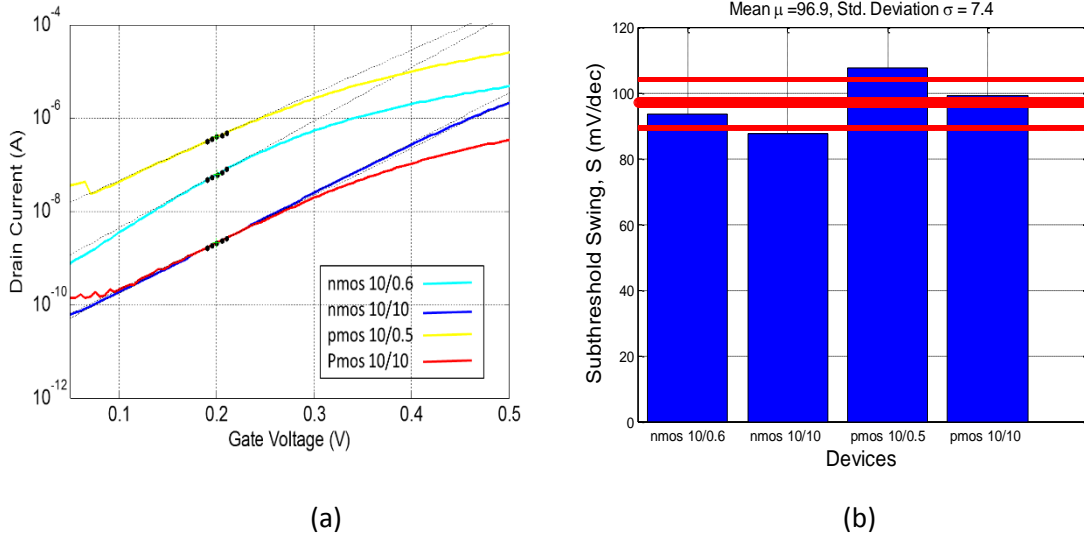 10^-4
10^-6
10^-8
10^-10
10^-12
Drain Current (A)
0.1 0.2 0.3 0.4 0.5
Gate Voltage (V)
nmos 10/0.6
nmos 10/10
pmos 10/0.5
Pmos 10/10
(a)
Mean μ =96.9, Std. Deviation σ = 7.4
120
100
80
60
40
20
0
Subthreshold Swing, S (mV/dec)
nmos 10/0.6 nmos 10/10 pmos 10/0.5 pmos 10/10
Devices
(b)